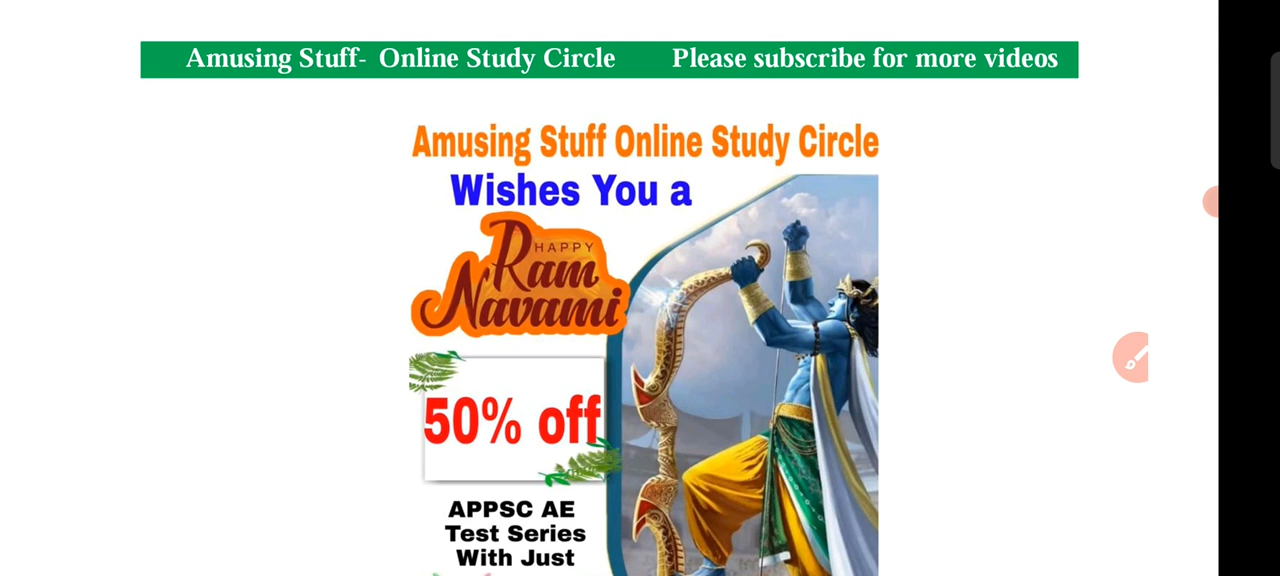 Amusing Stuff- Online Study Circle Please subscribe for more videos
Amusing Stuff Online Study Circle
Wishes You a
HAPPY
Ram
Navami
50% off
APPSC AE
Test Series
With Just